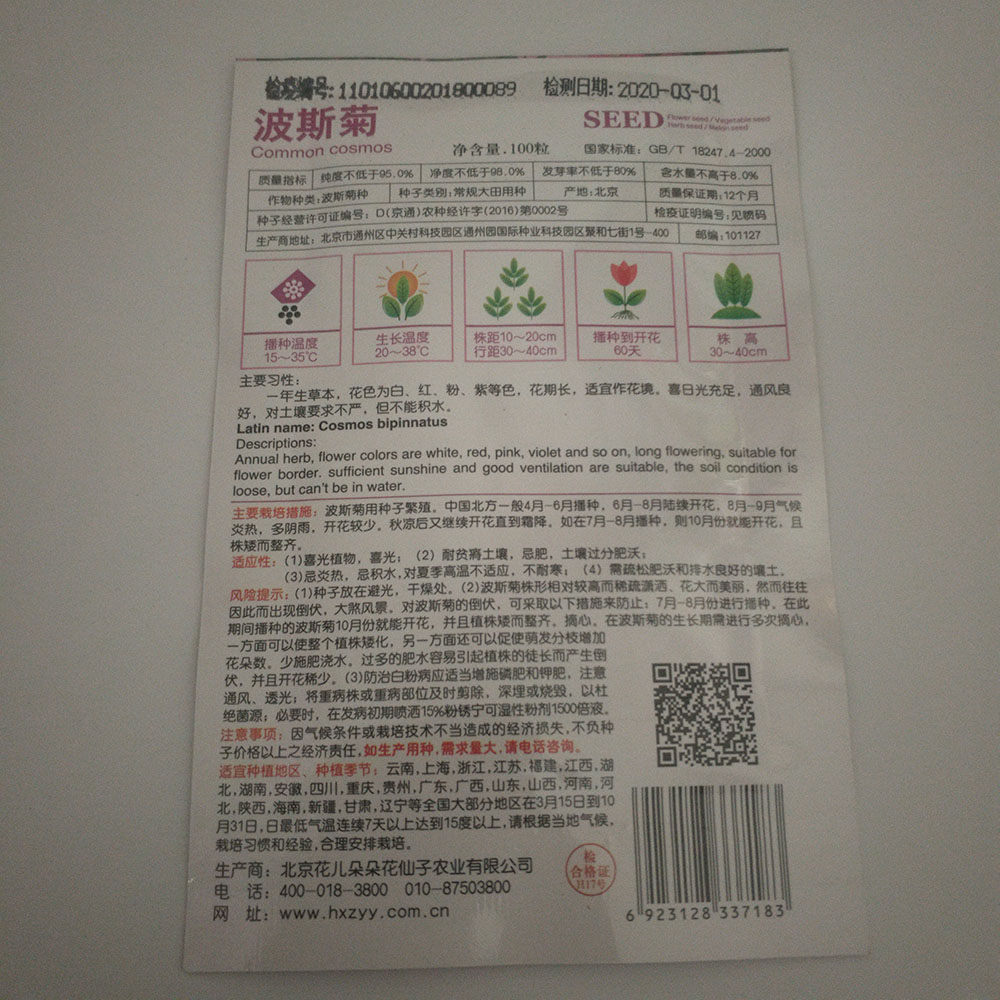 检疫编号:11010600201800089 检测日期:2020-03-01
波斯菊
Common cosmos
SEED Flower seed / Vegetable seed
Herb seed / Melon seed
净含量.100粒 国家标准: GB/T 18247.4-2000
质量指标 纯度不低于95.0% 净度不低于98.0% 发芽率不低于80% 含水量不高于8.0%
作物种类:波斯菊种 种子类别:常规大田用种 产地:北京 质量保证期:12个月
种子经营许可证编号: D(京通)农种经许字(2016)第0002号 检疫证明编号:见喷码
生产商地址: 北京市通州区中关村科技园区通州园国际种业科技园区聚和七街1号-400 邮编:101127
播种温度
15~35℃
生长温度
20~38℃
株距10~20cm
行距30~40cm
播种到开花
60天
株 高
30~40cm
主要习性:
一年生草本，花色为白、红、粉、紫等色，花期长，适宜作花境。喜日光充足，通风良
好，对土壤要求不严，但不能积水。
Latin name: Cosmos bipinnatus
Descriptions:
Annual herb, flower colors are white, red, pink, violet and so on, long flowering, suitable for
flower border. sufficient sunshine and good ventilation are suitable, the soil condition is
loose, but can't be in water.
主要栽培措施: 波斯菊用种子繁殖。中国北方一般4月-6月播种，6月-8月陆续开花，8月-9月气候
炎热，多阴雨，开花较少。秋凉后又继续开花直到霜降。如在7月-8月播种，则10月份就能开花，且
株矮而整齐。
适应性: (1)喜光植物，喜光； (2) 耐贫瘠土壤，忌肥，土壤过分肥沃；
(3)忌炎热，忌积水,对夏季高温不适应，不耐寒； (4) 需疏松肥沃和排水良好的壤土。
风险提示: (1)种子放在避光，干燥处。(2)波斯菊株形相对较高而稀疏潇洒、花大而美丽，然而往往
因此而出现倒伏，大煞风景。对波斯菊的倒伏，可采取以下措施来防止: 7月-8月份进行播种。在此
期间播种的波斯菊10月份就能开花，并且植株矮而整齐。摘心。在波斯菊的生长期需进行多次摘心，
一方面可以使整个植株矮化，另一方面还可以促使萌发分枝增加
花朵数。少施肥浇水。过多的肥水容易引起植株的徒长而产生倒
伏，并且开花稀少。(3)防治白粉病应适当增施磷肥和钾肥，注意
通风、透光；将重病株或重病部位及时剪除，深埋或烧毁，以杜
绝菌源；必要时，在发病初期喷洒15%粉锈宁可湿性粉剂1500倍液。
注意事项: 因气候条件或栽培技术不当造成的经济损失,不负种
子价格以上之经济责任,如生产用种,需求量大,请电话咨询。
适宜种植地区、种植季节: 云南,上海,浙江,江苏,福建,江西,湖
北,湖南,安徽,四川,重庆,贵州,广东,广西,山东,山西,河南,河
北,陕西,海南,新疆,甘肃,辽宁等全国大部分地区在3月15日到10
月31日,日最低气温连续7天以上达到15度以上,请根据当地气候,
栽培习惯和经验,合理安排栽培。
生产商: 北京花儿朵朵花仙子农业有限公司
电 话: 400-018-3800 010-87503800
网 址: www.hxzyy.com.cn
检
合格证
H17号
6 923128 337183